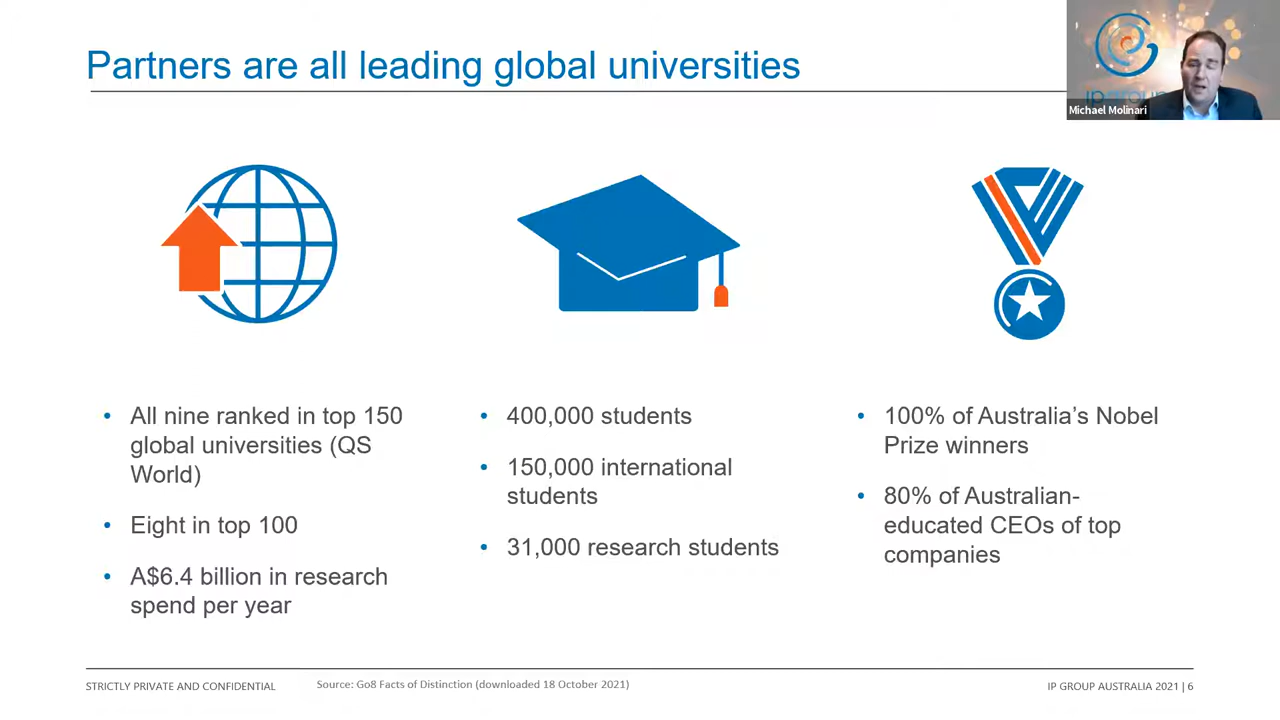 Partners are all leading global universities
IP GROUP
Michael Molinari
• All nine ranked in top 150
global universities (QS
World)
• Eight in top 100
• A$6.4 billion in research
spend per year
• 400,000 students
• 150,000 international
students
• 31,000 research students
• 100% of Australia’s Nobel
Prize winners
• 80% of Australian-
educated CEOs of top
companies
STRICTLY PRIVATE AND CONFIDENTIAL
Source: Go8 Facts of Distinction (downloaded 18 October 2021)
IP GROUP AUSTRALIA 2021 | 6